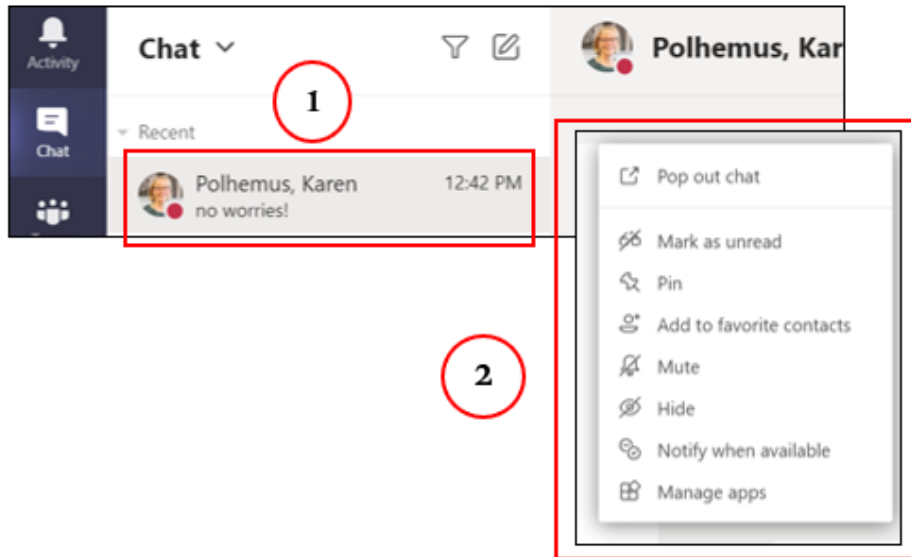 Activity
Chat
Chat
1
Recent
Polhemus, Karen 12:42 PM
no worries!
Polhemus, Kar
2
Pop out chat
Mark as unread
Pin
Add to favorite contacts
Mute
Hide
Notify when available
Manage apps